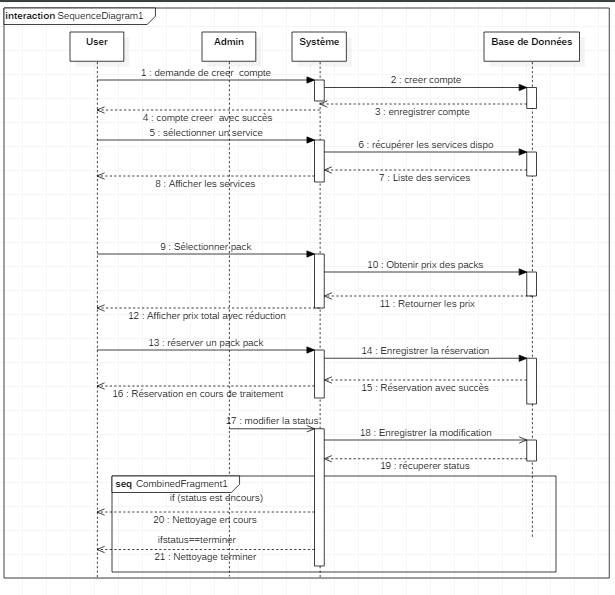 interaction SequenceDiagram1
User
Admin
Système
Base de Données
1 : demande de creer  compte
2 : creer compte
3 : enregistrer compte
4 : compte creer  avec succès
5 : sélectionner un service
6 : récupérer les services dispo
7 : Liste des services
8 : Afficher les services
9 : Sélectionner pack
10 : Obtenir prix des packs
11 : Retourner les prix
12 : Afficher prix total avec réduction
13 : réserver un pack pack
14 : Enregistrer la réservation
15 : Réservation avec succès
16 : Réservation en cours de traitement
17 : modifier la status
18 : Enregistrer la modification
19 : récuperer status
seq CombinedFragment1
if (status est encours)
20 : Nettoyage en cours
ifstatus==terminer
21 : Nettoyage terminer